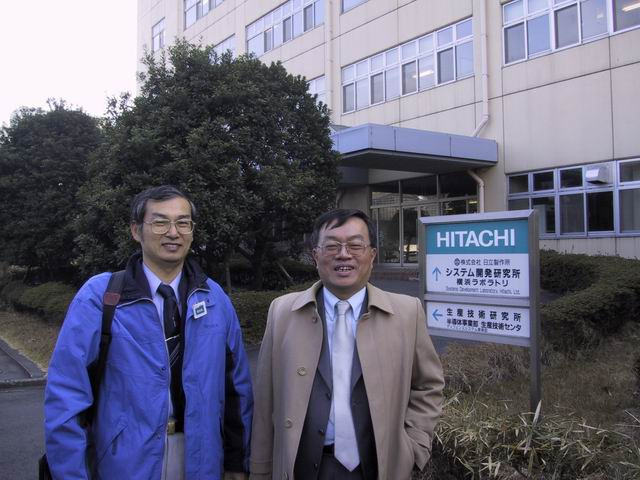 HITACHI
株式会社 日立製作所
システム開発研究所
横浜ラボラトリ
Systems Development Laboratory, Hitachi, Ltd.
生産技術研究所
半導体事業部 生産技術センタ